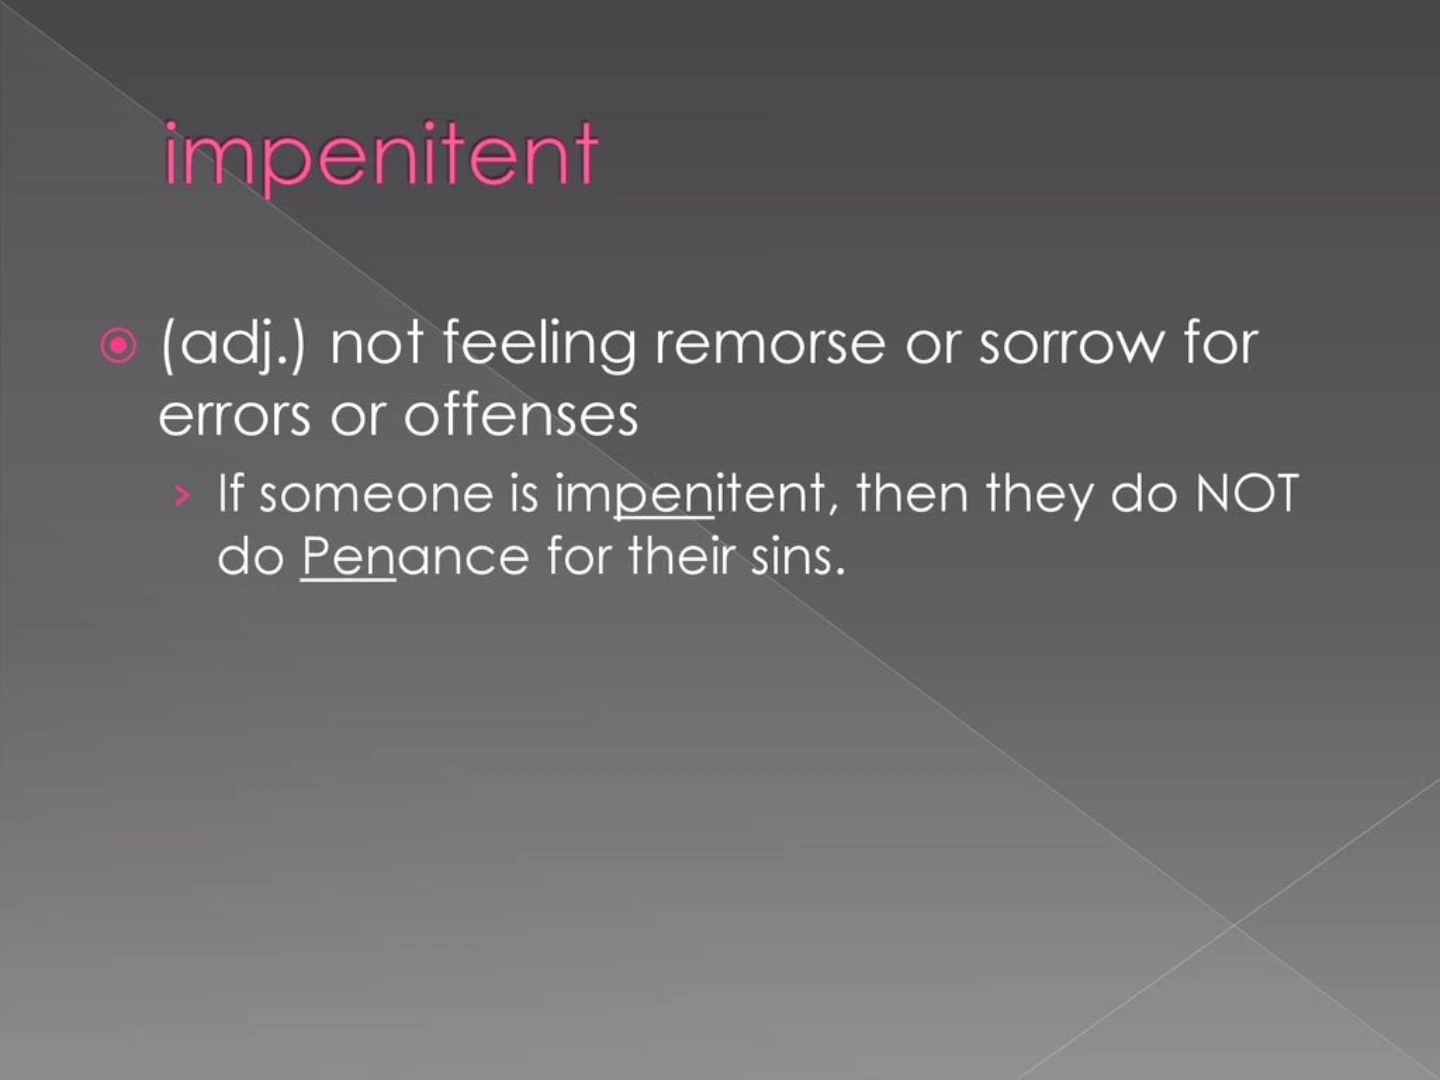 impenitent
(adj.) not feeling remorse or sorrow for
errors or offenses
If someone is impenitent, then they do NOT
do Penance for their sins.